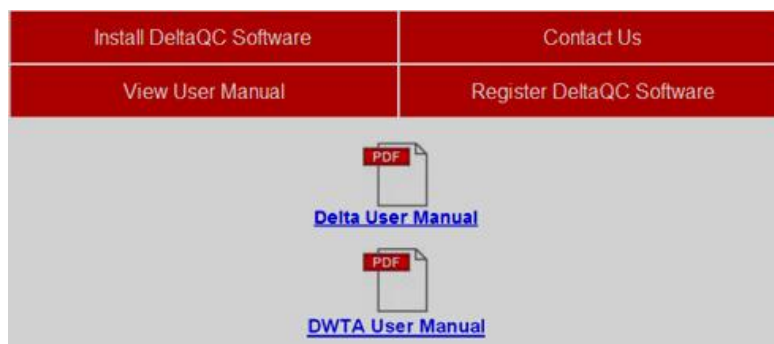 Install DeltaQC Software
Contact Us
View User Manual
Register DeltaQC Software
PDF
Delta User Manual
PDF
DWTA User Manual